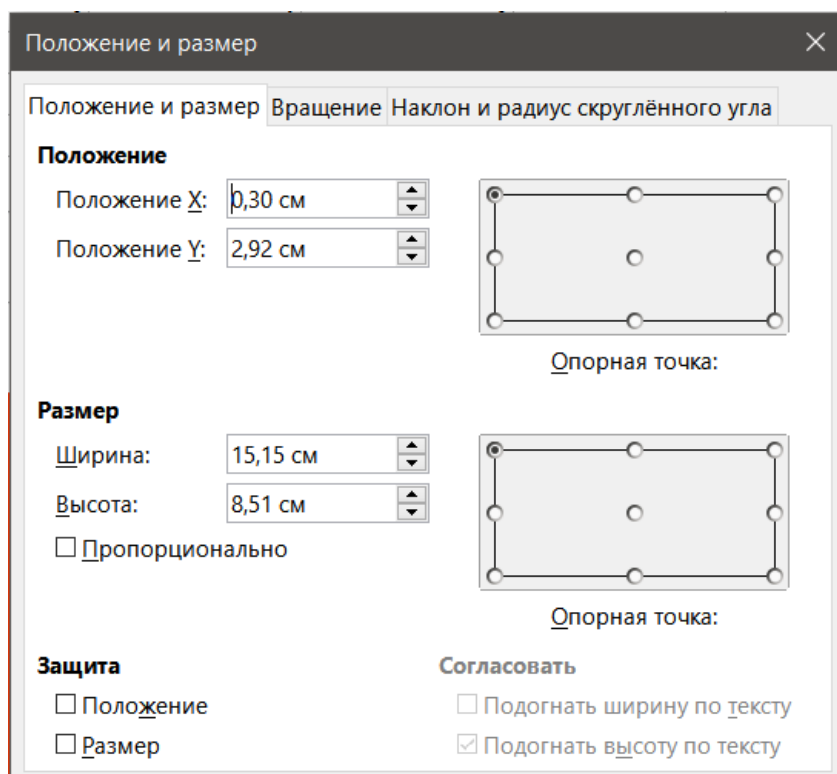 Положение и размер
Положение и размер Вращение Наклон и радиус скруглённого угла
Положение
Положение X: 0,30 см
Положение Y: 2,92 см
Опорная точка:
Размер
Ширина: 15,15 см
Высота: 8,51 см
Пропорционально
Опорная точка:
Защита Согласовать
Положение Подогнать ширину по тексту
Размер Подогнать высоту по тексту